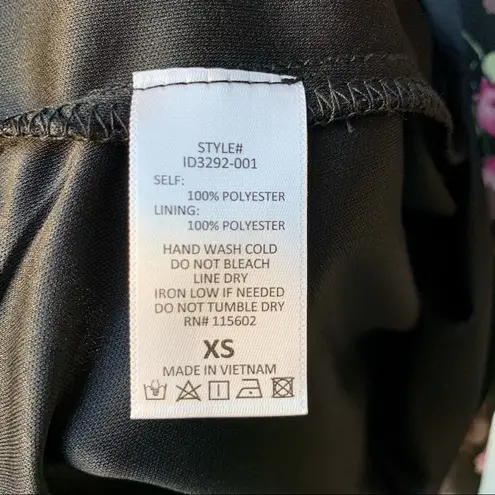 STYLE#
ID3292-001
SELF:
100% POLYESTER
LINING:
100% POLYESTER
HAND WASH COLD
DO NOT BLEACH
LINE DRY
IRON LOW IF NEEDED
DO NOT TUMBLE DRY
RN# 115602
XS
MADE IN VIETNAM